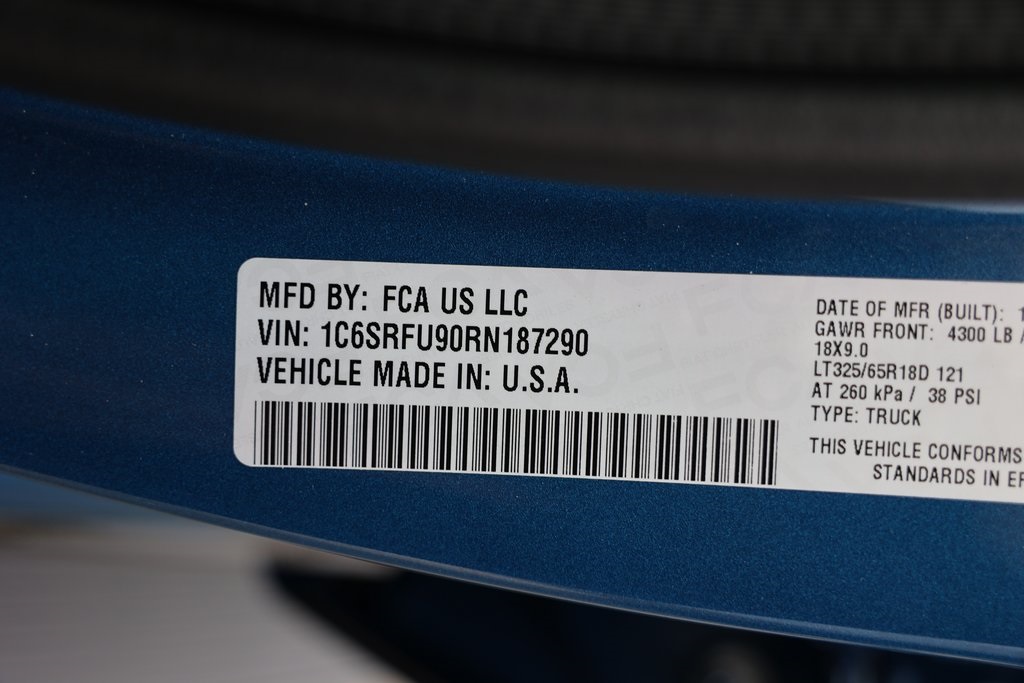 MFD BY: FCA US LLC
VIN: 1C6SRFU90RN187290
VEHICLE MADE IN: U.S.A.
DATE OF MFR (BUILT): 1
GAWR FRONT: 4300 LB
18X9.0
LT325/65R18D 121
AT 260 kPa / 38 PSI
TYPE: TRUCK
THIS VEHICLE CONFORMS
STANDARDS IN